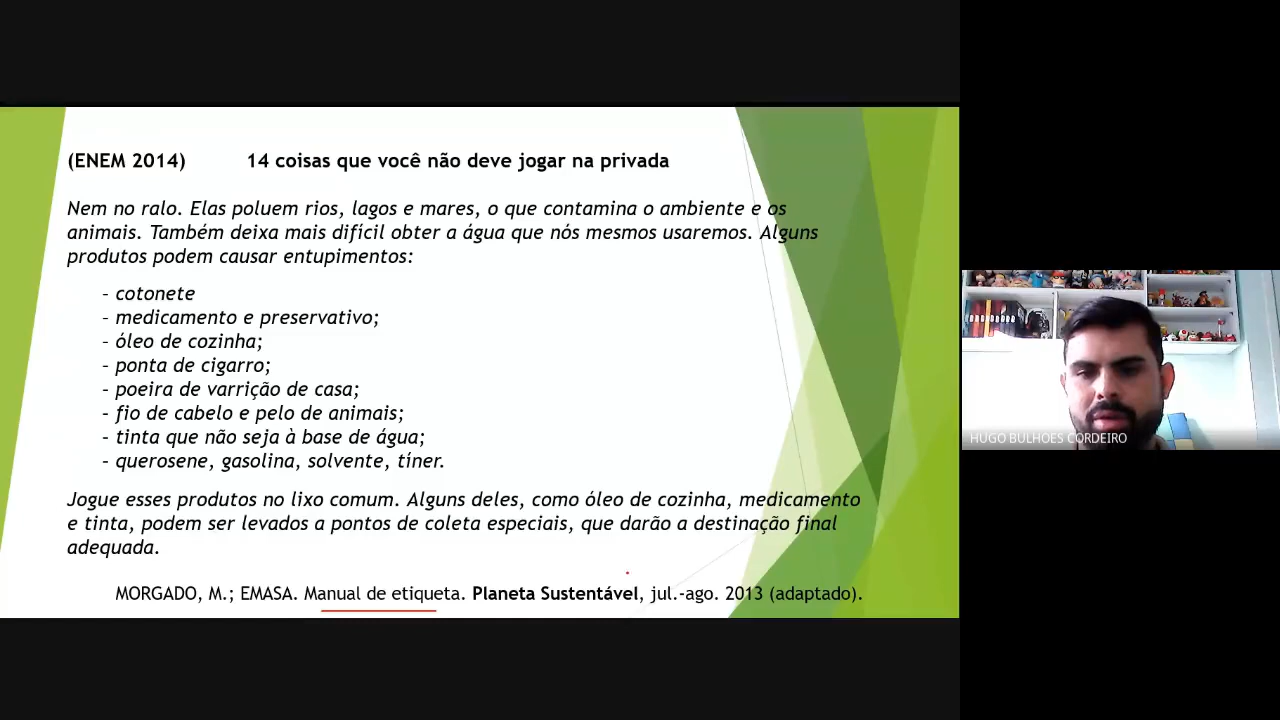 (ENEM 2014) 14 coisas que você não deve jogar na privada
Nem no ralo. Elas poluem rios, lagos e mares, o que contamina o ambiente e os
animais. Também deixa mais difícil obter a água que nós mesmos usaremos. Alguns
produtos podem causar entupimentos:
– cotonete
– medicamento e preservativo;
– óleo de cozinha;
– ponta de cigarro;
– poeira de varrição de casa;
– fio de cabelo e pelo de animais;
– tinta que não seja à base de água;
– querosene, gasolina, solvente, tíner.
Jogue esses produtos no lixo comum. Alguns deles, como óleo de cozinha, medicamento
e tinta, podem ser levados a pontos de coleta especiais, que darão a destinação final
adequada.
MORGADO, M.; EMASA. Manual de etiqueta. Planeta Sustentável, jul.-ago. 2013 (adaptado).
HUGO BULHOES CORDEIRO